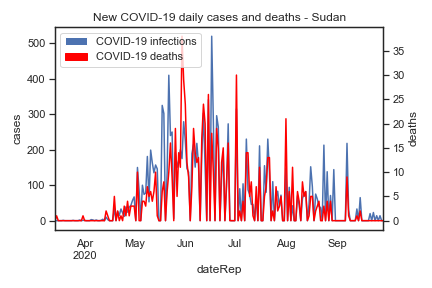 New COVID-19 daily cases and deaths - Sudan
COVID-19 infections
COVID-19 deaths
cases
500
400
300
200
100
0
deaths
35
30
25
20
15
10
5
0
Apr May Jun Jul Aug Sep
2020
dateRep